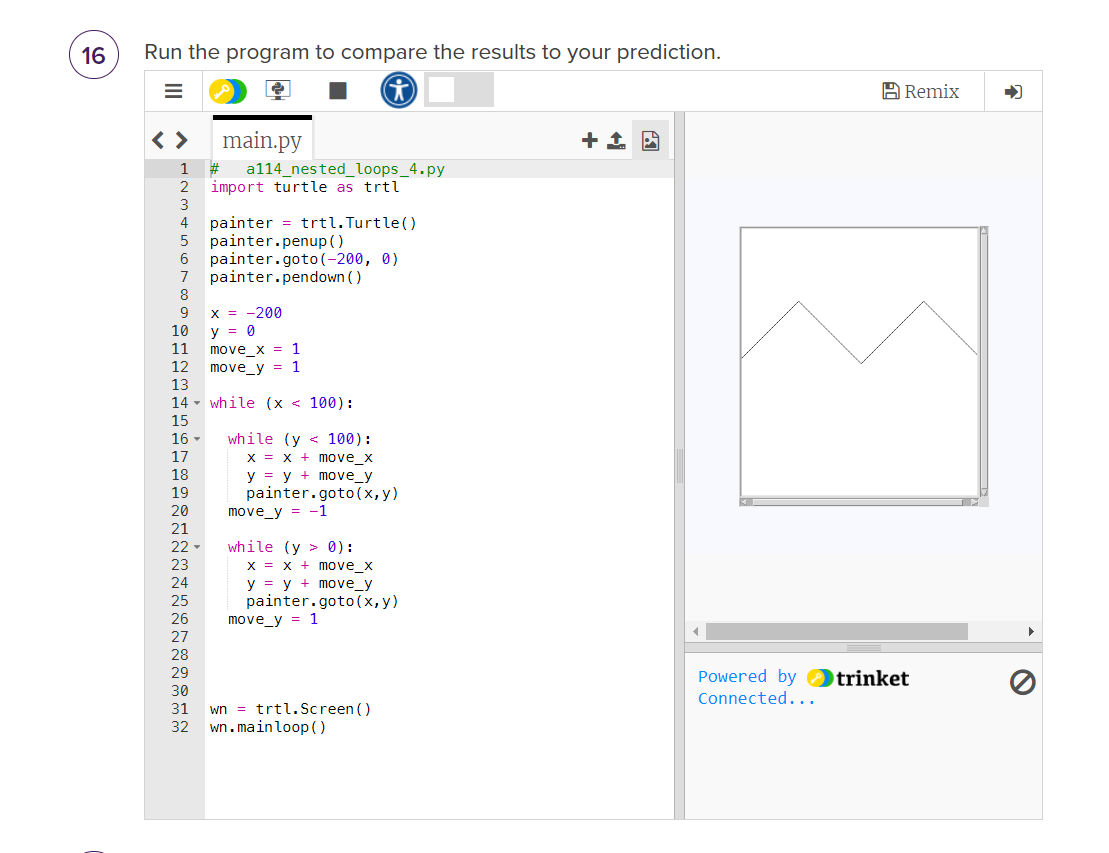 16
Run the program to compare the results to your prediction.
Remix
main.py
1 #   a114_nested_loops_4.py
2 import turtle as trtl
3
4 painter = trtl.Turtle()
5 painter.penup()
6 painter.goto(-200, 0)
7 painter.pendown()
8
9 x = -200
10 y = 0
11 move_x = 1
12 move_y = 1
13
14 while (x < 100):
15
16   while (y < 100):
17     x = x + move_x
18     y = y + move_y
19     painter.goto(x,y)
20   move_y = -1
21
22   while (y > 0):
23     x = x + move_x
24     y = y + move_y
25     painter.goto(x,y)
26   move_y = 1
27
28
29
30
31 wn = trtl.Screen()
32 wn.mainloop()
Powered by trinket
Connected...